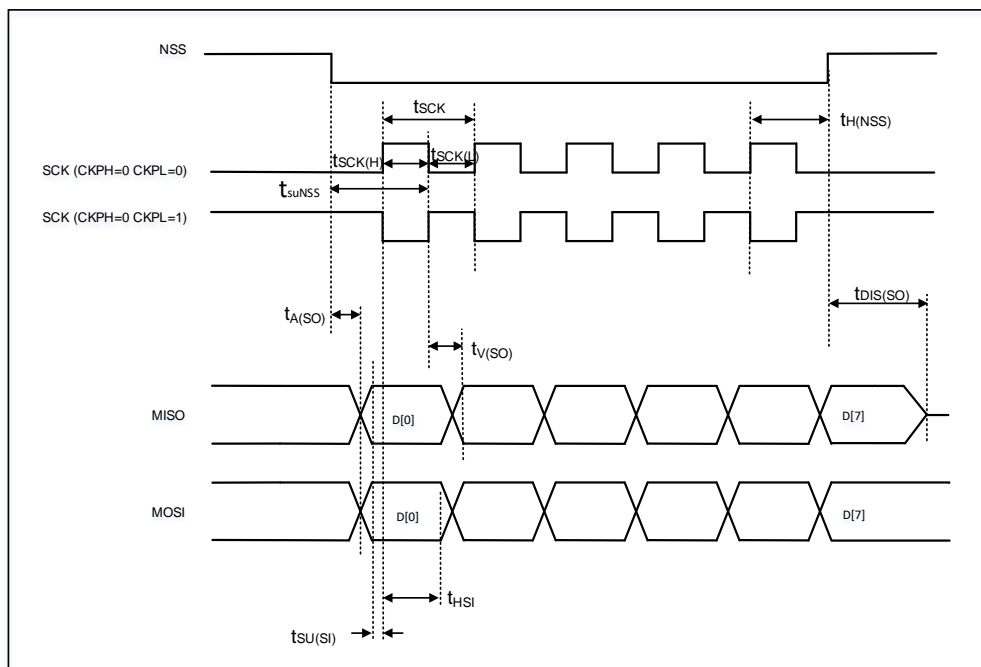 NSS
tSCK
tH(NSS)
tSCK(H)
tSCK(L)
SCK (CKPH=0 CKPL=0)
tsuNSS
SCK (CKPH=0 CKPL=1)
tDIS(SO)
tA(SO)
tV(SO)
MISO
D[0]
D[7]
MOSI
D[0]
D[7]
tHSI
tSU(SI)